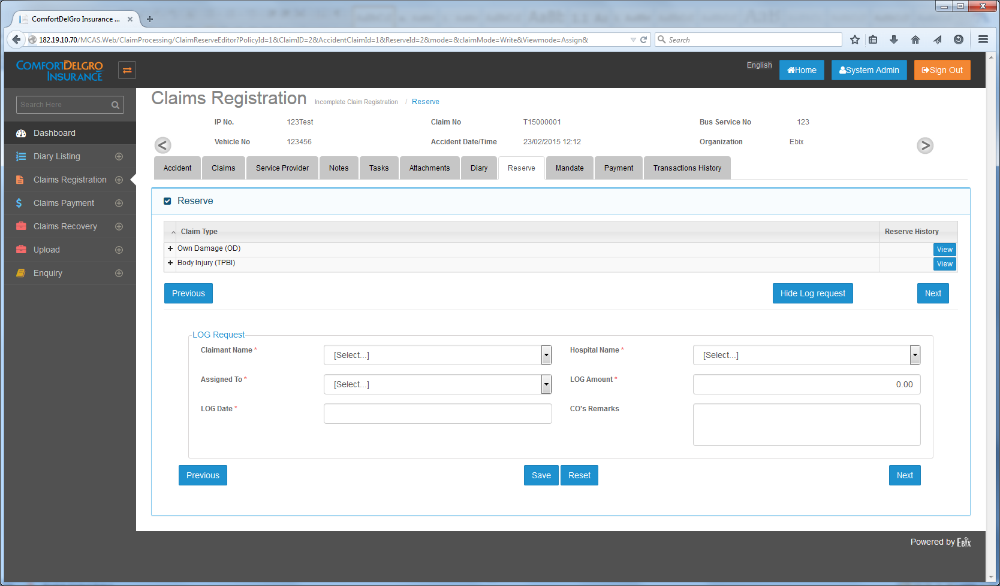 ComfortDelGro Insurance ...
182.19.10.70/MCAS.Web/ClaimProcessing/ClaimReserveEditor?PolicyId=1&ClaimID=2&AccidentClaimId=1&ReserveId=2&mode=&claimMode=Write&Viewmode=Assign&
Search
COMFORTDELGRO
INSURANCE
English
Home
System Admin
Sign Out
Search Here
Dashboard
Diary Listing
Claims Registration
Claims Payment
Claims Recovery
Upload
Enquiry
Claims Registration Incomplete Claim Registration / Reserve
IP No. 123Test Claim No T15000001 Bus Service No 123
Vehicle No 123456 Accident Date/Time 23/02/2015 12:12 Organization Ebix
Accident Claims Service Provider Notes Tasks Attachments Diary Reserve Mandate Payment Transactions History
Reserve
Claim Type Reserve History
Own Damage (OD) View
Body Injury (TPBI) View
Previous Hide Log request Next
LOG Request
Claimant Name * [Select...] Hospital Name * [Select...]
Assigned To * [Select...] LOG Amount * 0.00
LOG Date * CO's Remarks
Previous Save Reset Next
Powered by Ebix